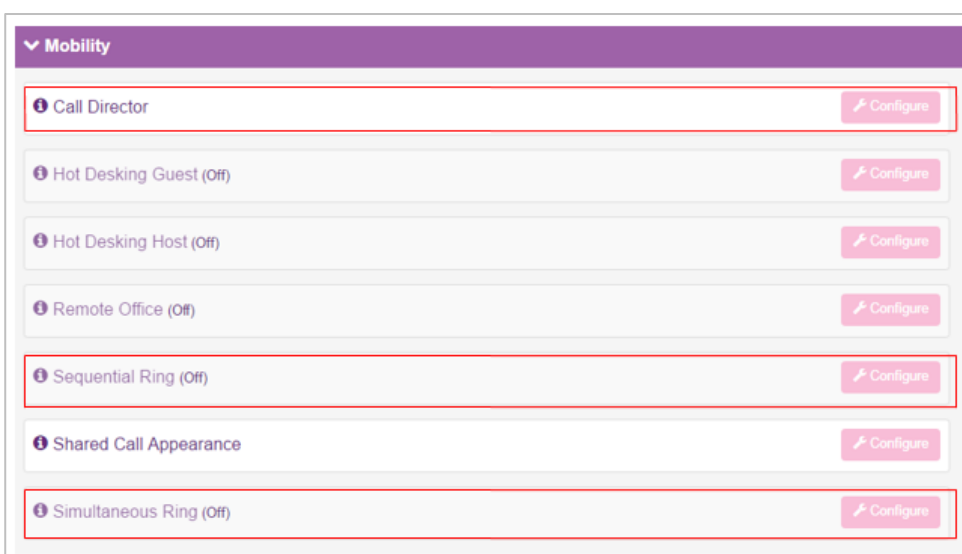 Mobility
Call Director Configure
Hot Desking Guest (Off) Configure
Hot Desking Host (Off) Configure
Remote Office (Off) Configure
Sequential Ring (Off) Configure
Shared Call Appearance Configure
Simultaneous Ring (Off) Configure